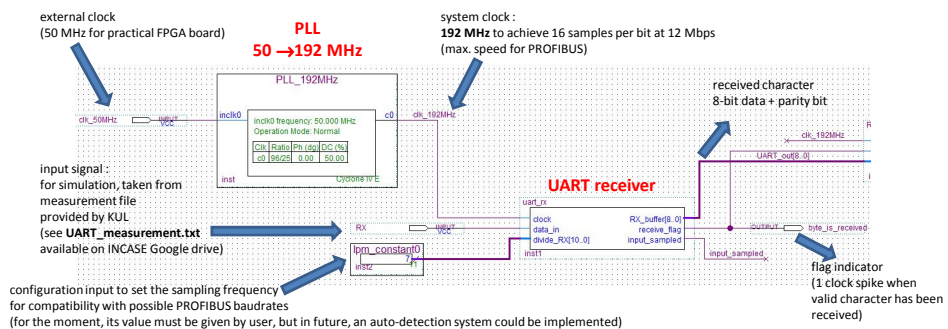 external clock
(50 MHz for practical FPGA board)
PLL
50 →192 MHz
system clock :
192 MHz to achieve 16 samples per bit at 12 Mbps
(max. speed for PROFIBUS)
PLL_192MHz
received character
8-bit data + parity bit
clk_50MHz
INPUT
VCC
inclk0
c0
clk_192MHz
inclk0 frequency: 50.000 MHz
Operation Mode: Normal
Clk Ratio Ph (dg) DC (%)
c0 96/25 0.00 50.00
inst
Cyclone IV E
clk_192MHz
UART_out[8..0]
input signal :
for simulation, taken from
measurement file
provided by KUL
(see UART_measurement.txt
available on INCASE Google drive)
UART receiver
uart_rx
clock
data_in
divide_RX[10..0]
RX_buffer[8..0]
receive_flag
input_sampled
inst1
RX
INPUT
VCC
OUTPUT
byte_is_received
input_sampled
lpm_constant0
7
11
inst2
flag indicator
(1 clock spike when
valid character has been
received)
configuration input to set the sampling frequency
for compatibility with possible PROFIBUS baudrates
(for the moment, its value must be given by user, but in future, an auto-detection system could be implemented)